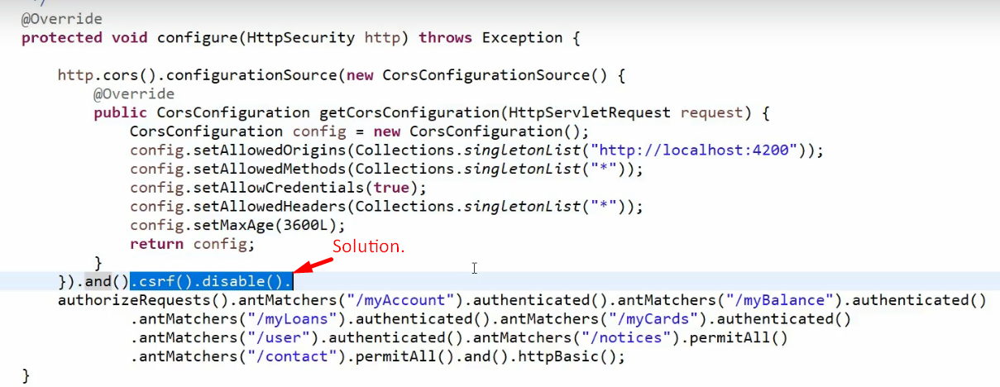 */
@Override
protected void configure(HttpSecurity http) throws Exception {
http.cors().configurationSource(new CorsConfigurationSource() {
@Override
public CorsConfiguration getCorsConfiguration(HttpServletRequest request) {
CorsConfiguration config = new CorsConfiguration();
config.setAllowedOrigins(Collections.singletonList("http://localhost:4200"));
config.setAllowedMethods(Collections.singletonList("*"));
config.setAllowCredentials(true);
config.setAllowedHeaders(Collections.singletonList("*"));
config.setMaxAge(3600L);
return config;
Solution.
}
}).and().csrf().disable().
authorizeRequests().antMatchers("/myAccount").authenticated().antMatchers("/myBalance").authenticated()
.antMatchers("/myLoans").authenticated().antMatchers("/myCards").authenticated()
.antMatchers("/user").authenticated().antMatchers("/notices").permitAll()
.antMatchers("/contact").permitAll().and().httpBasic();
}